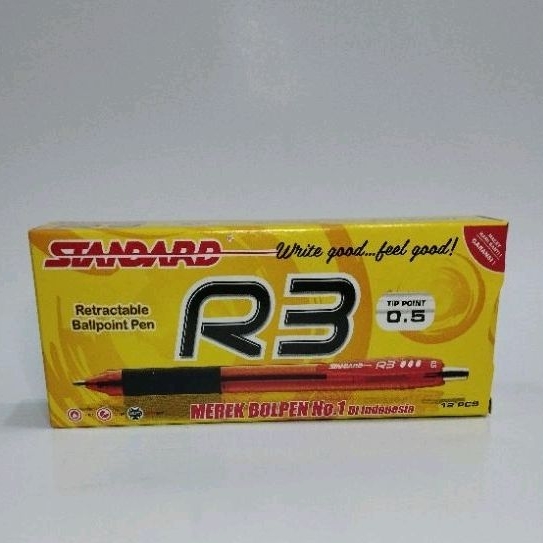 STANDARD
Write good...feel good!
Retractable
Ballpoint Pen
R3
TIP POINT
0.5
STANDARD R3
MEREK BOLPEN No.1 DI Indonesia
12 PCS